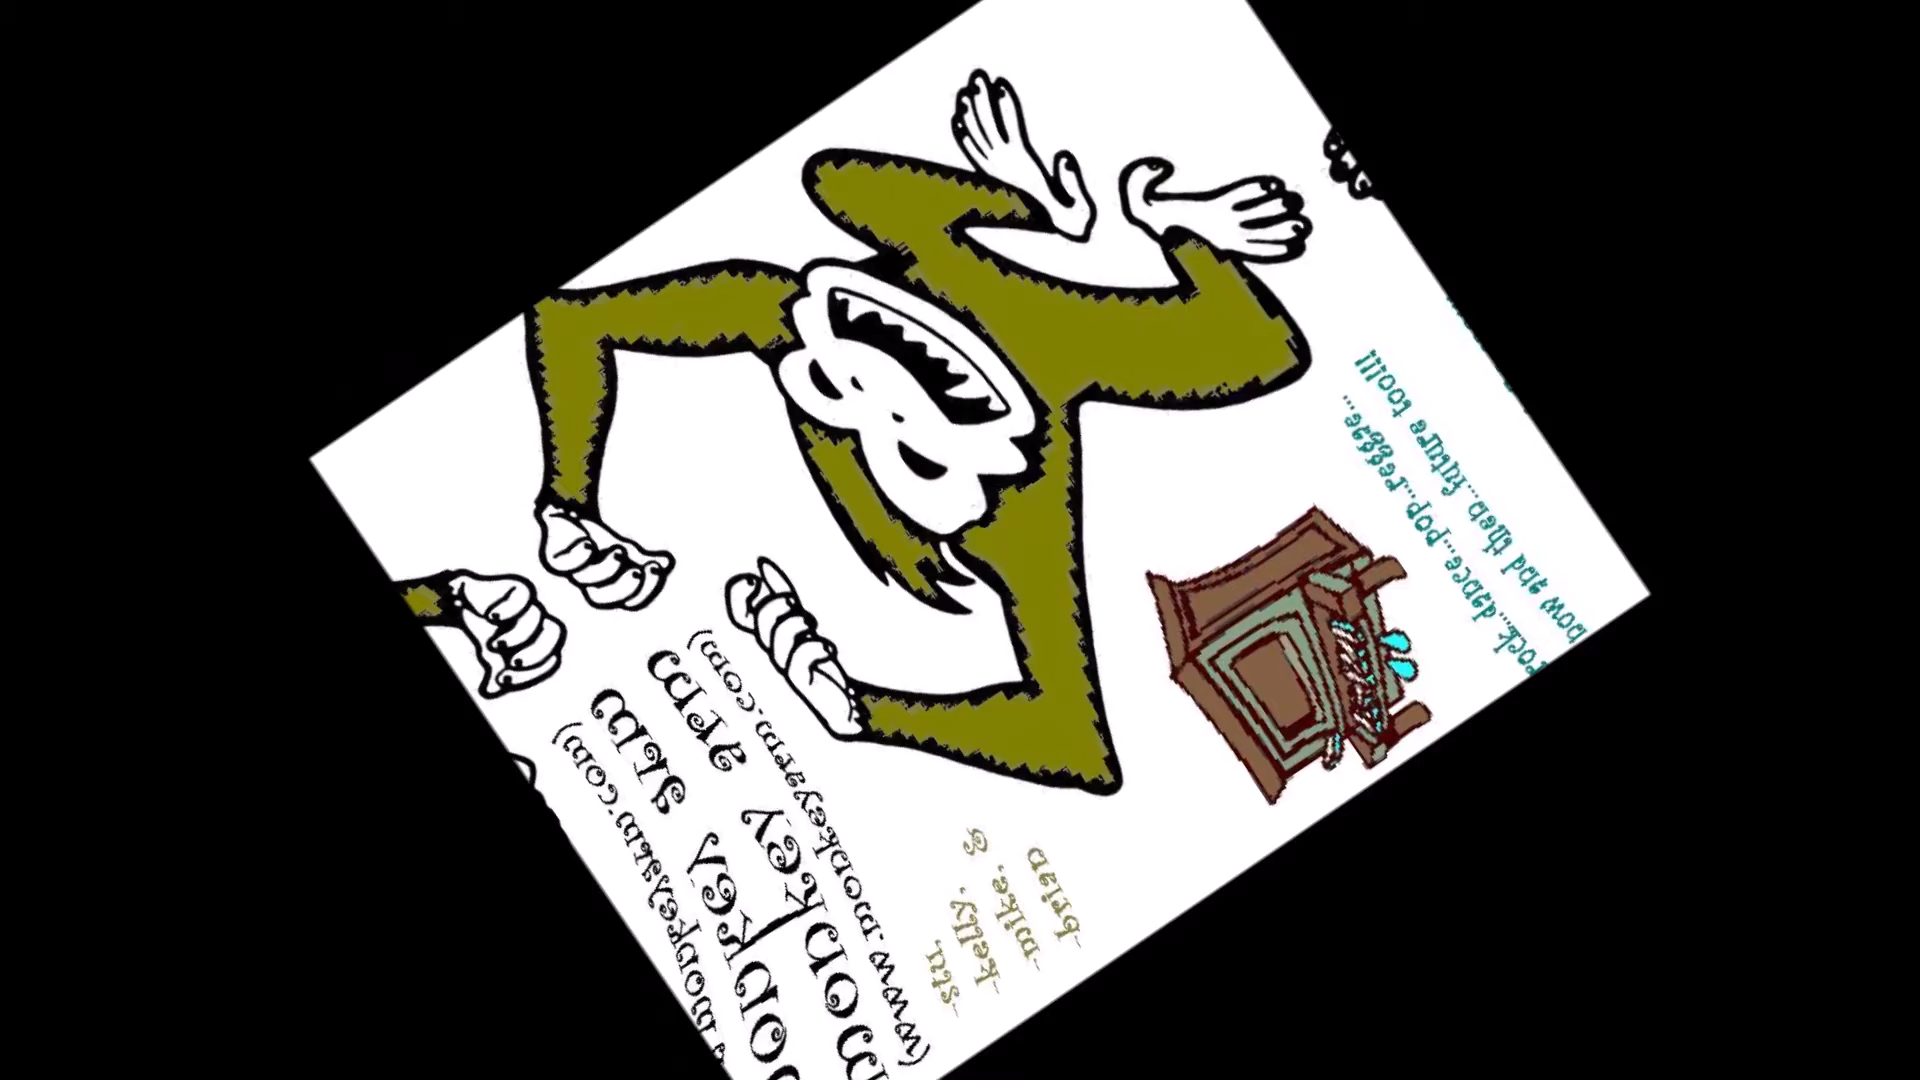 monkey arm
(www.monkeyarm.com)
-stu,
-kelly,
-mike, &
-brian
rock...dance...pop...reggae...
now and then...future too!!!!